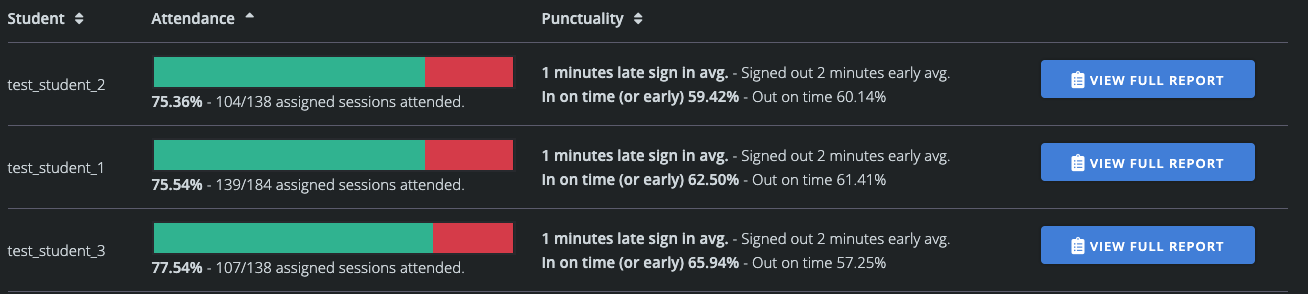 Student Attendance Punctuality
test_student_2
75.36% - 104/138 assigned sessions attended.
1 minutes late sign in avg. - Signed out 2 minutes early avg.
In on time (or early) 59.42% - Out on time 60.14%
VIEW FULL REPORT
test_student_1
75.54% - 139/184 assigned sessions attended.
1 minutes late sign in avg. - Signed out 2 minutes early avg.
In on time (or early) 62.50% - Out on time 61.41%
VIEW FULL REPORT
test_student_3
77.54% - 107/138 assigned sessions attended.
1 minutes late sign in avg. - Signed out 2 minutes early avg.
In on time (or early) 65.94% - Out on time 57.25%
VIEW FULL REPORT